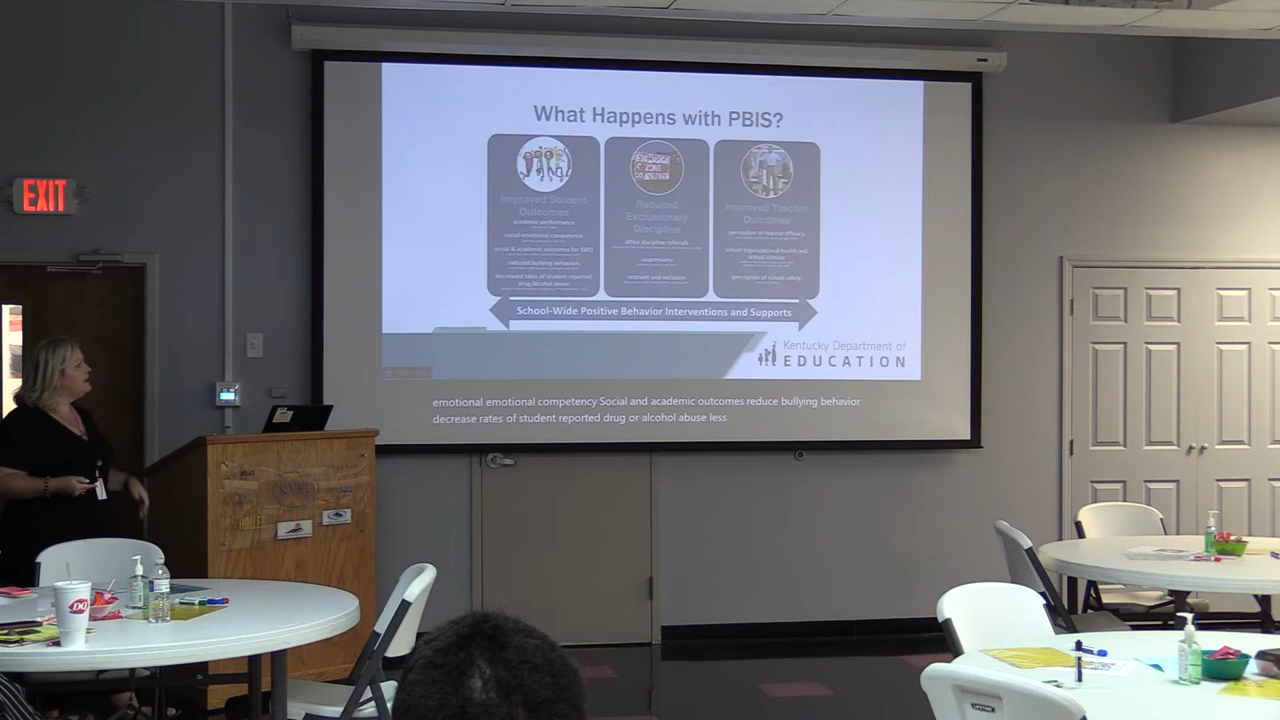 What Happens with PBIS?
Improved Student
Outcomes
academic performance
social-emotional competence
social & academic outcomes for SWD
reduced bullying behaviors
decreased rates of student reported
drug/alcohol abuse
Reduced
Exclusionary
Discipline
office discipline referrals
suspensions
restraint and seclusion
Improved Teacher
Outcomes
perception of teacher efficacy
school organizational health and
school climate
perception of school safety
School-Wide Positive Behavior Interventions and Supports
Kentucky Department of
EDUCATION
emotional emotional competency Social and academic outcomes reduce bullying behavior
decrease rates of student reported drug or alcohol abuse less
EXIT
DQ
LIFETIME